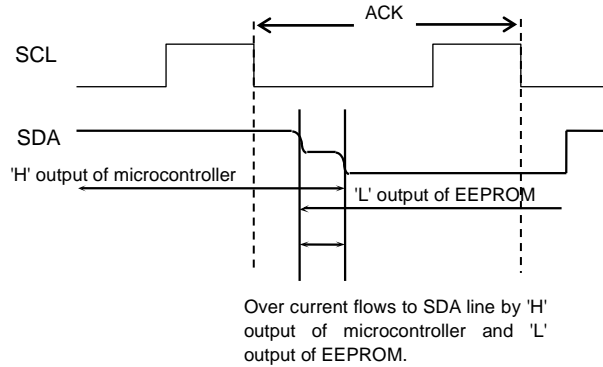 ACK
SCL
SDA
'H' output of microcontroller
'L' output of EEPROM
Over current flows to SDA line by 'H'
output of microcontroller and 'L'
output of EEPROM.